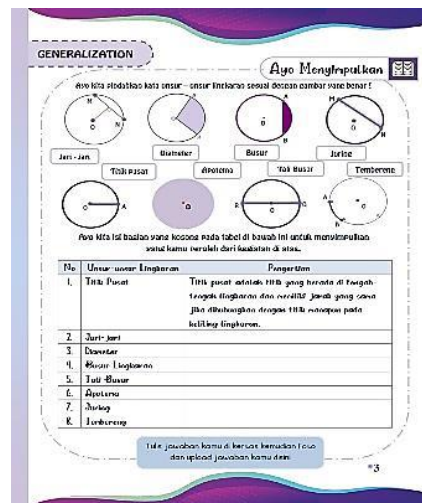 GENERALIZATION
Ayo Menyimpulkan
Ayo kita pindahkan kata unsur - unsur lingkaran sesuai dengan gambar yang benar !
M
O
N
A
O
B
M
O
N
Jari - Jari
Diameter
Busur
Juring
Titik Pusat
Apotema
Tali Busur
Tembereng
O
A
O
B
O
A
O
Ayo kita isi bagian yang kosong pada tabel di bawah ini untuk menyimpulkan
yang kamu peroleh dari kegiatan di atas.
No Unsur-unsur Lingkaran Pengertian
1. Titik Pusat Titik pusat adalah titik yang berada di tengah-
tengah lingkaran dan memiliki jarak yang sama
jika dihubungkan dengan titik manapun pada
keliling lingkaran.
2. Jari-jari
3. Diameter
4. Busur Lingkaran
5. Tali Busur
6. Apotema
7. Juring
8. Tembereng
Tulis jawaban kamu di kertas kemudian foto
dan upload jawaban kamu disini
*3